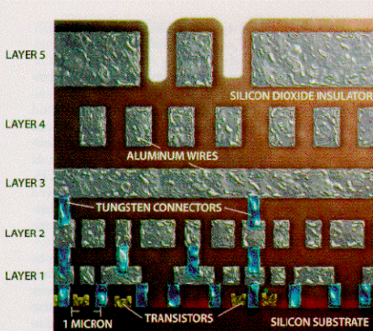 LAYER 5
SILICON DIOXIDE INSULATOR
LAYER 4
ALUMINUM WIRES
LAYER 3
TUNGSTEN CONNECTORS
LAYER 2
LAYER 1
1 MICRON
TRANSISTORS
SILICON SUBSTRATE